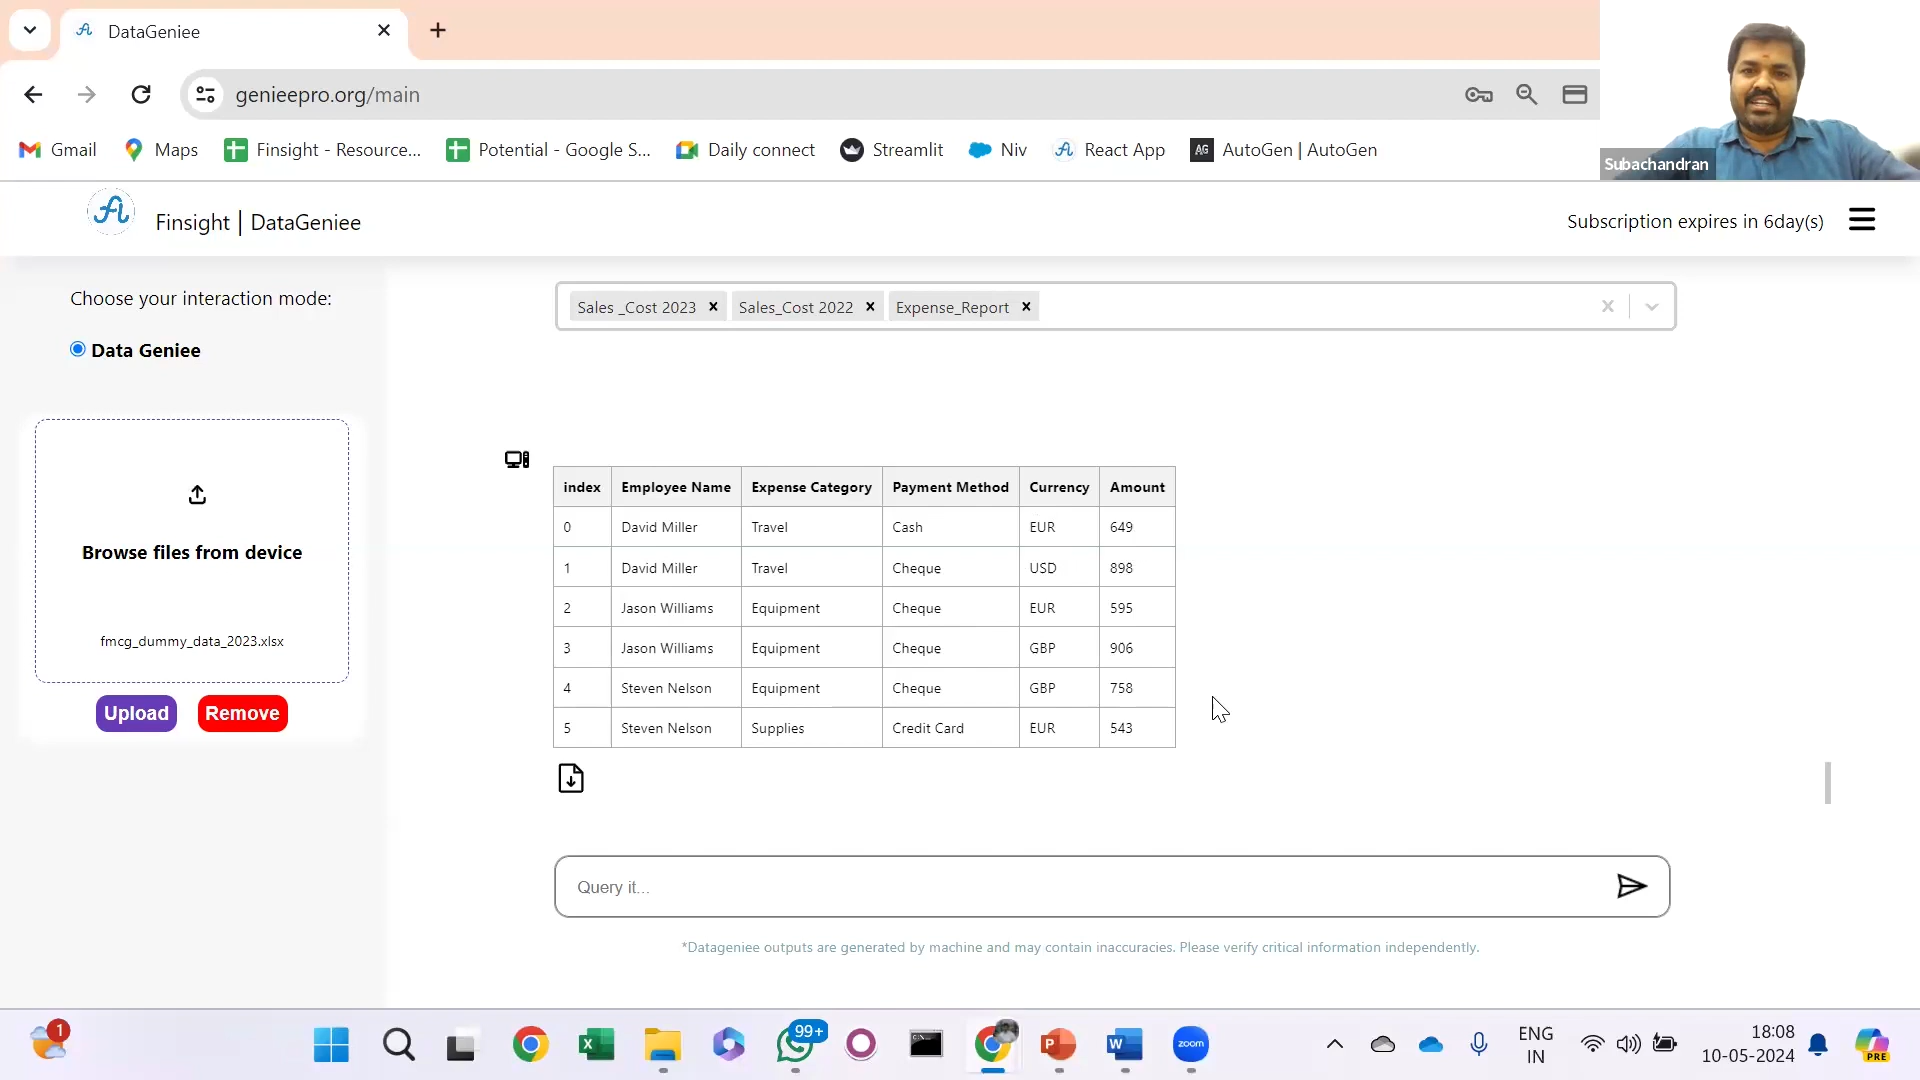 DataGeniee
genieepro.org/main
Gmail Maps Finsight - Resource... Potential - Google S... Daily connect Streamlit Niv React App AG AutoGen | AutoGen
Subachandran
Finsight | DataGeniee Subscription expires in 6day(s)
Choose your interaction mode:
Data Geniee
Browse files from device
fmcg_dummy_data_2023.xlsx
Upload Remove
Sales _Cost 2023 Sales_Cost 2022 Expense_Report
index Employee Name Expense Category Payment Method Currency Amount
0 David Miller Travel Cash EUR 649
1 David Miller Travel Cheque USD 898
2 Jason Williams Equipment Cheque EUR 595
3 Jason Williams Equipment Cheque GBP 906
4 Steven Nelson Equipment Cheque GBP 758
5 Steven Nelson Supplies Credit Card EUR 543
Query it...
*Datageniee outputs are generated by machine and may contain inaccuracies. Please verify critical information independently.
1 99+ zoom ENG 18:08
IN 10-05-2024 PRE